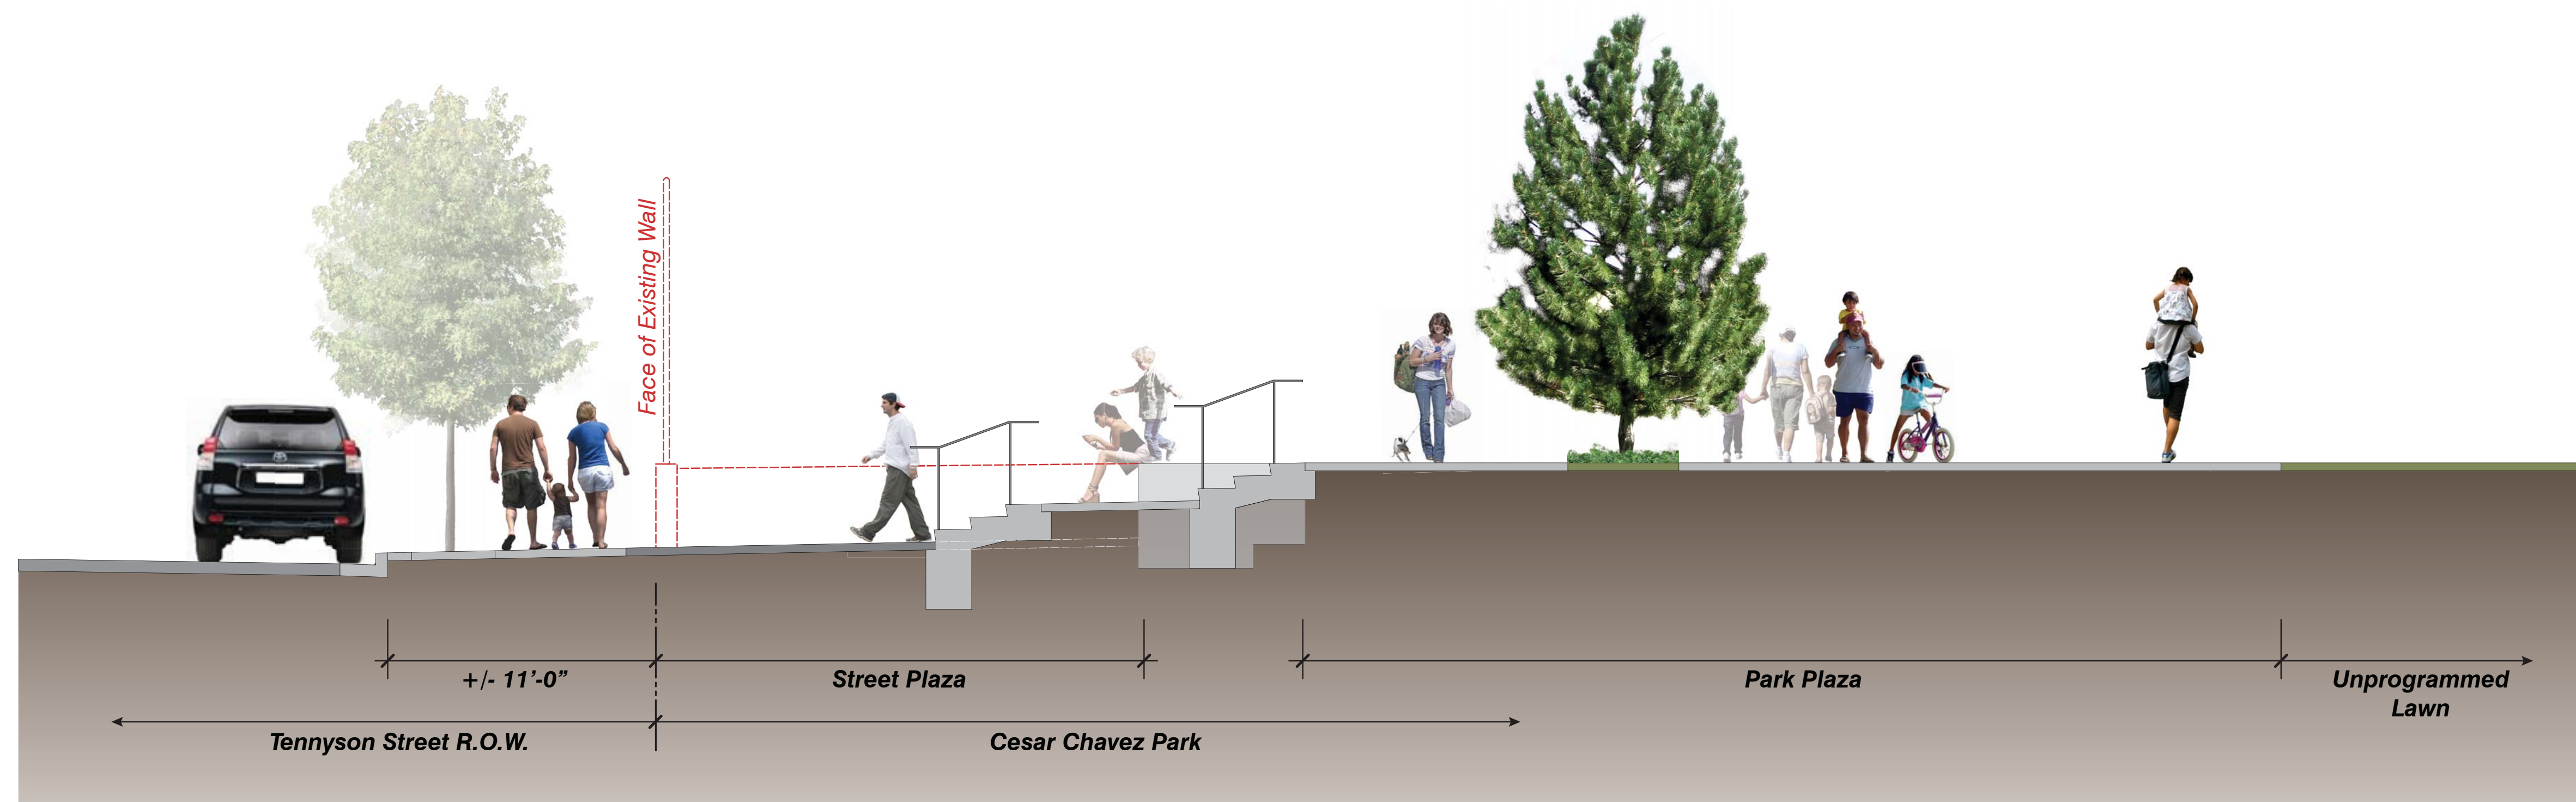 Face of Existing Wall
+/- 11’-0”
Street Plaza
Park Plaza
Unprogrammed
Lawn
Tennyson Street R.O.W.
Cesar Chavez Park